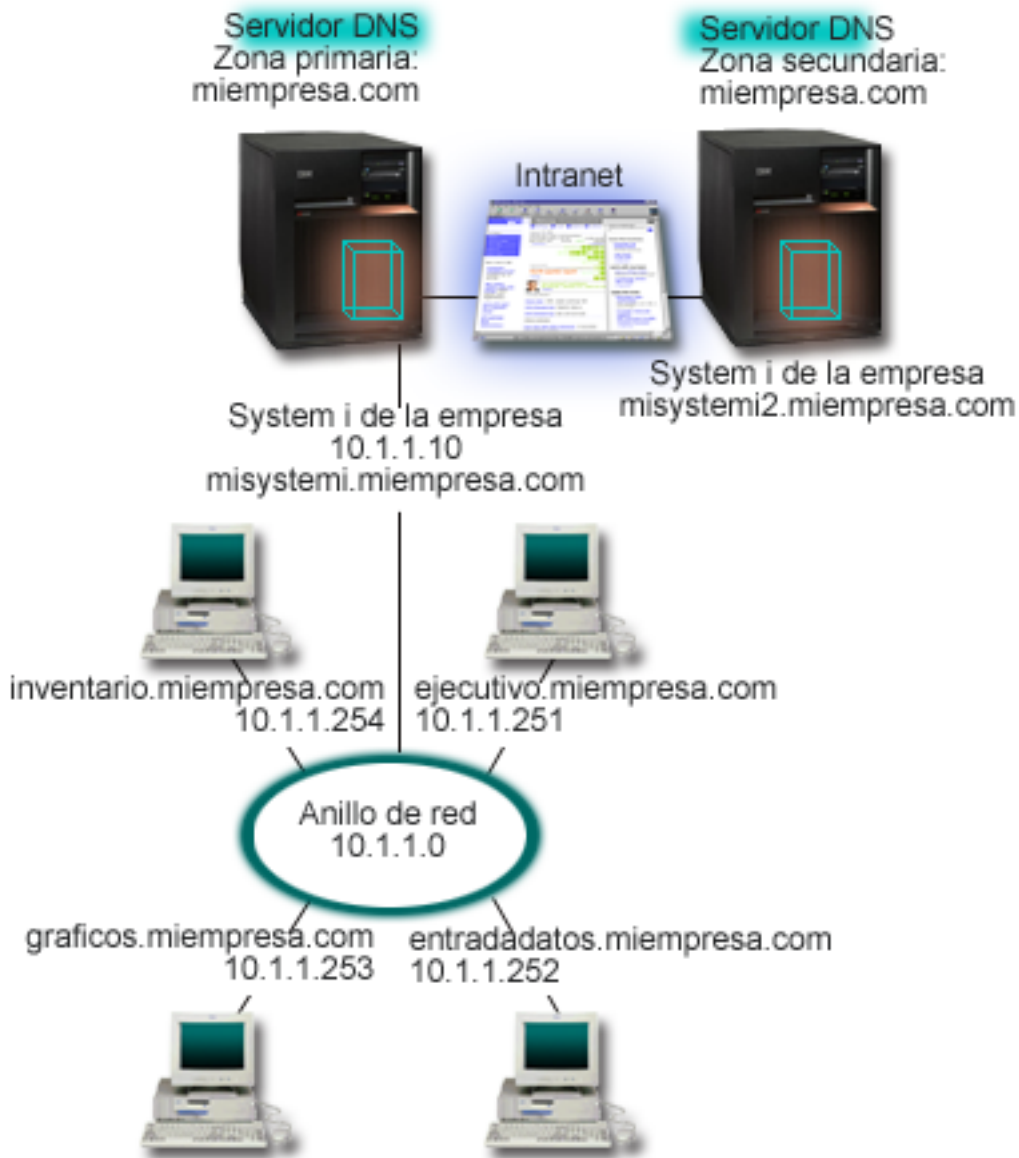 Servidor DNS
Zona primaria:
miempresa.com
Servidor DNS
Zona secundaria:
miempresa.com
Intranet
System i de la empresa
10.1.1.10
misystemi.miempresa.com
System i de la empresa
misystemi2.miempresa.com
inventario.miempresa.com
10.1.1.254
ejecutivo.miempresa.com
10.1.1.251
Anillo de red
10.1.1.0
graficos.miempresa.com
10.1.1.253
entradadatos.miempresa.com
10.1.1.252